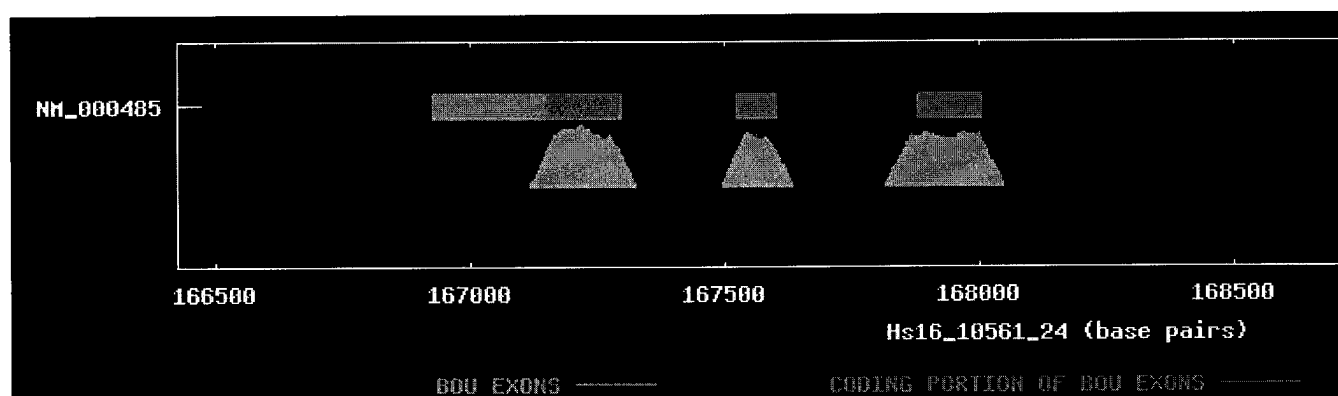 NM_000485
166500 167000 167500 168000 168500
Hs16_10561_24 (base pairs)
BOU EXONS CODING PORTION OF BOU EXONS